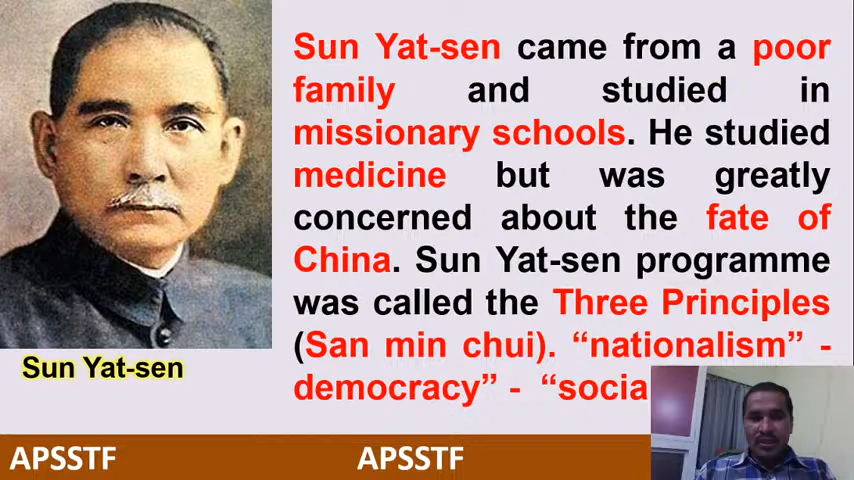 Sun Yat-sen came from a poor
family and studied in
missionary schools. He studied
medicine but was greatly
concerned about the fate of
China. Sun Yat-sen programme
was called the Three Principles
(San min chui). “nationalism” -
democracy” - “socia
Sun Yat-sen
APSSTF APSSTF